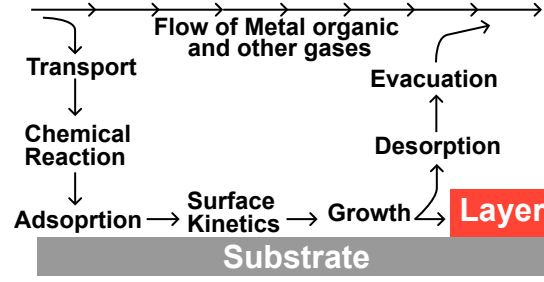 Flow of Metal organic
and other gases
Transport
Evacuation
Chemical
Reaction
Desorption
Adsoprtion
Surface
Kinetics
Growth
Layer
Substrate